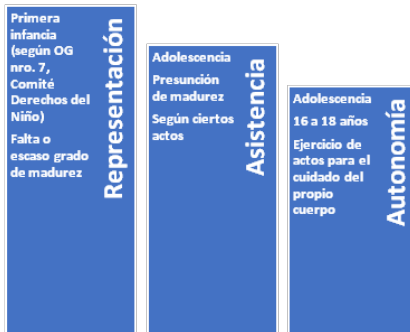 Primera
infancia
(según OG
nro. 7,
Comité
Derechos del
Niño)
Falta o
escaso grado
de madurez
Representación
Adolescencia
Presunción
de madurez
Según ciertos
actos
Asistencia
Adolescencia
16 a 18 años
Ejercicio de
actos para el
cuidado del
propio
cuerpo
Autonomía